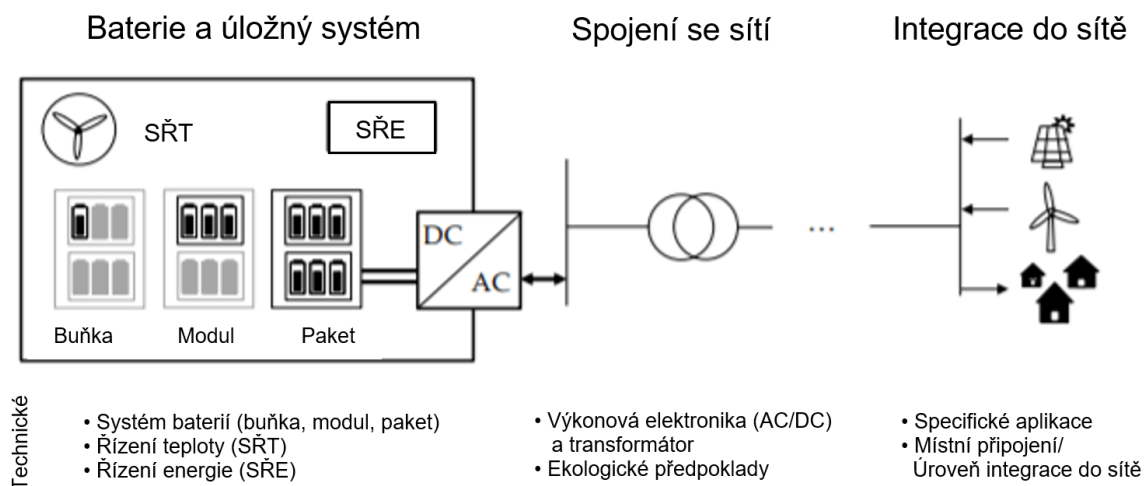 Baterie a úložný systém
Spojení se sítí
Integrace do sítě
SŘT
SŘE
DC
AC
...
Buňka
Modul
Paket
Technické
• Systém baterií (buňka, modul, paket)
• Řízení teploty (SŘT)
• Řízení energie (SŘE)
• Výkonová elektronika (AC/DC)
a transformátor
• Ekologické předpoklady
• Specifické aplikace
• Místní připojení/
Úroveň integrace do sítě